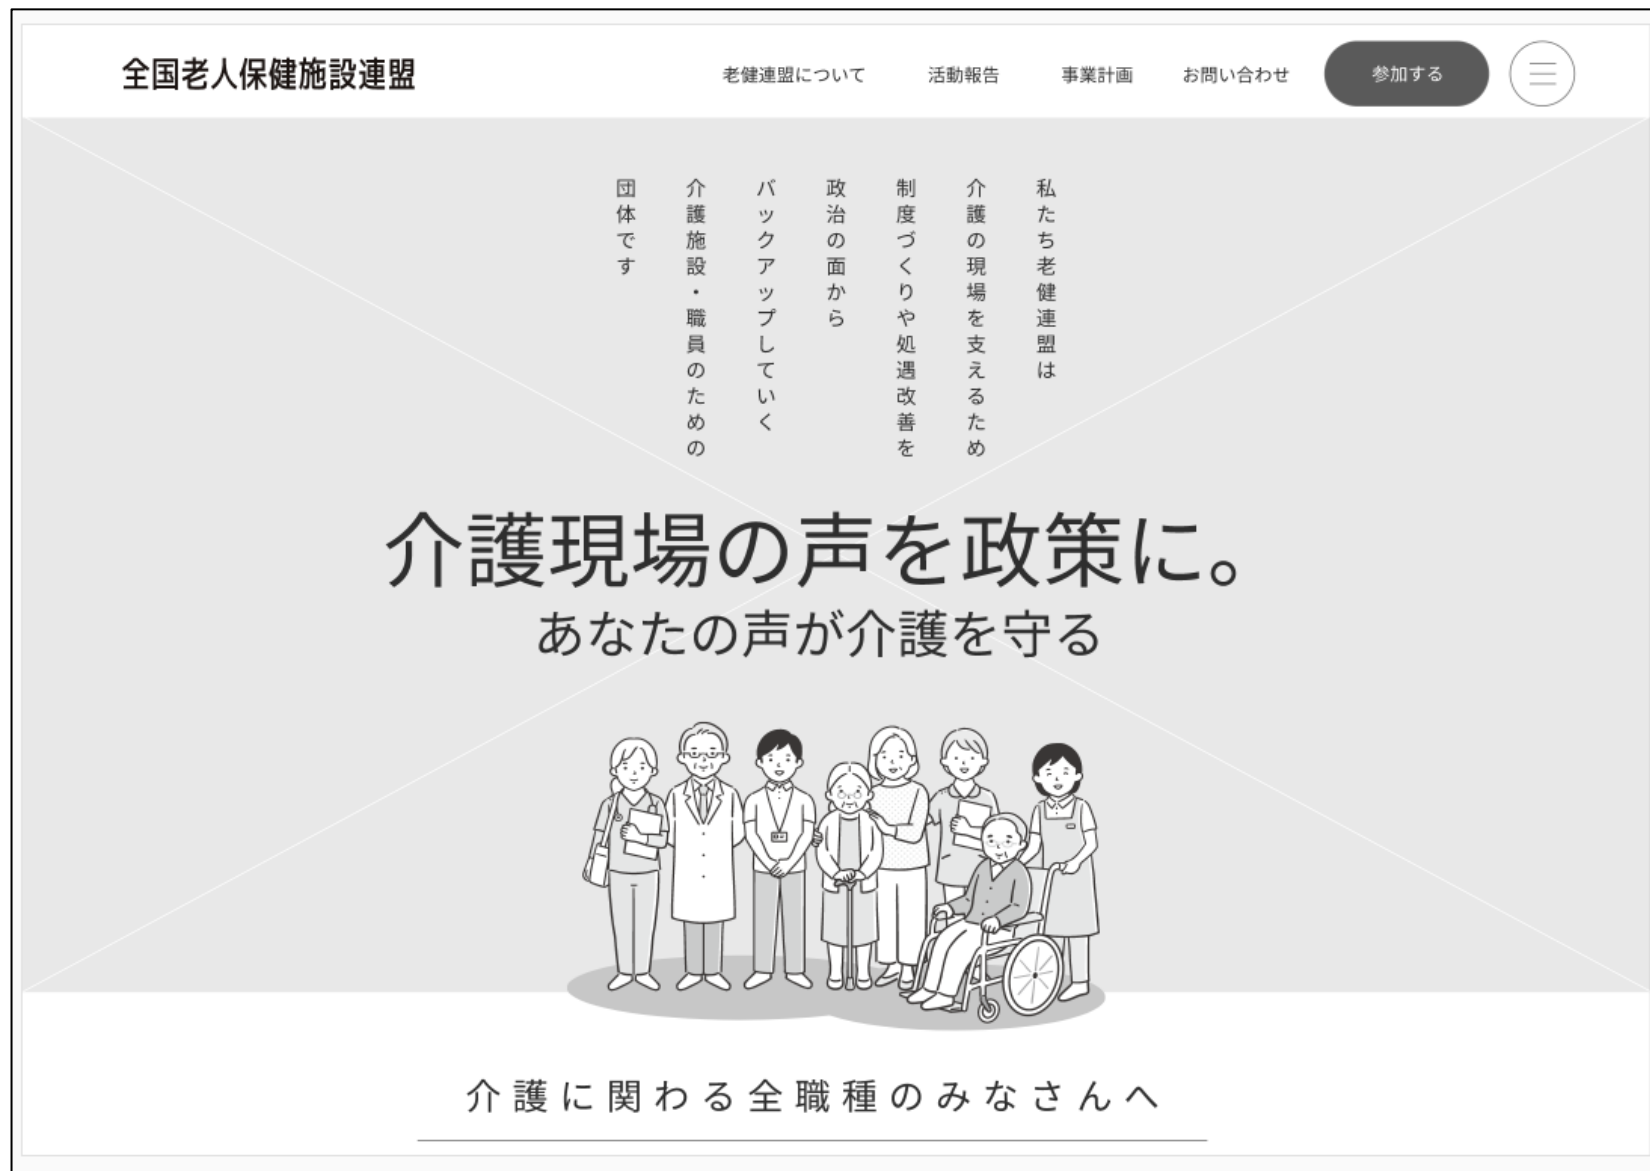 全国老人保健施設連盟
老健連盟について
活動報告
事業計画
お問い合わせ
参加する
私たち老健連盟は
介護の現場を支えるため
制度づくりや処遇改善を
政治の面から
バックアップしていく
介護施設・職員のための
団体です
介護現場の声を政策に。
あなたの声が介護を守る
介護に関わる全職種のみなさんへ